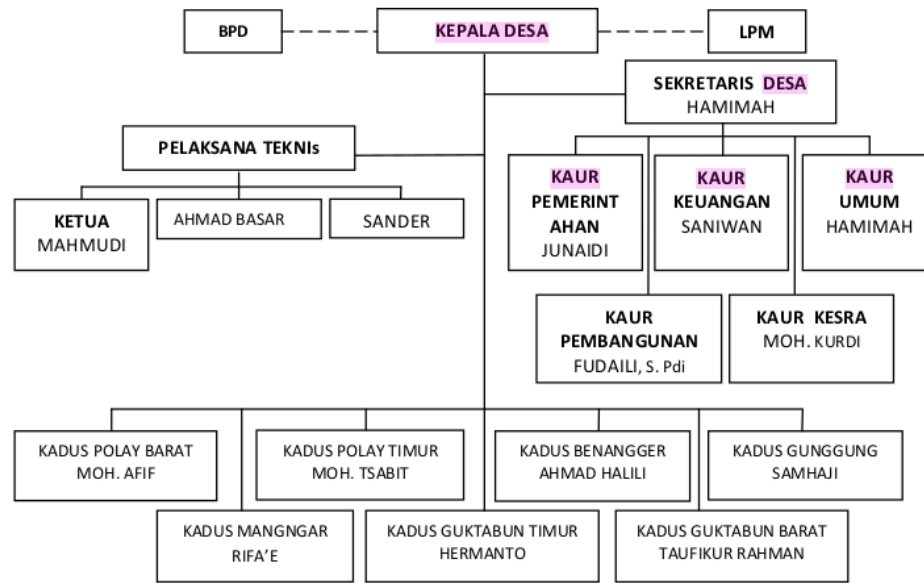 BPD
KEPALA DESA
LPM
SEKRETARIS DESA
HAMIMAH
PELAKSANA TEKNIs
KETUA
MAHMUDI
AHMAD BASAR
SANDER
KAUR
PEMERINT
AHAN
JUNAIDI
KAUR
KEUANGAN
SANIWAN
KAUR
UMUM
HAMIMAH
KAUR
PEMBANGUNAN
FUDAILI, S. Pdi
KAUR KESRA
MOH. KURDI
KADUS POLAY BARAT
MOH. AFIF
KADUS POLAY TIMUR
MOH. TSABIT
KADUS BENANGGER
AHMAD HALILI
KADUS GUNGGUNG
SAMHAJI
KADUS MANGNGAR
RIFA’E
KADUS GUKTABUN TIMUR
HERMANTO
KADUS GUKTABUN BARAT
TAUFIKUR RAHMAN